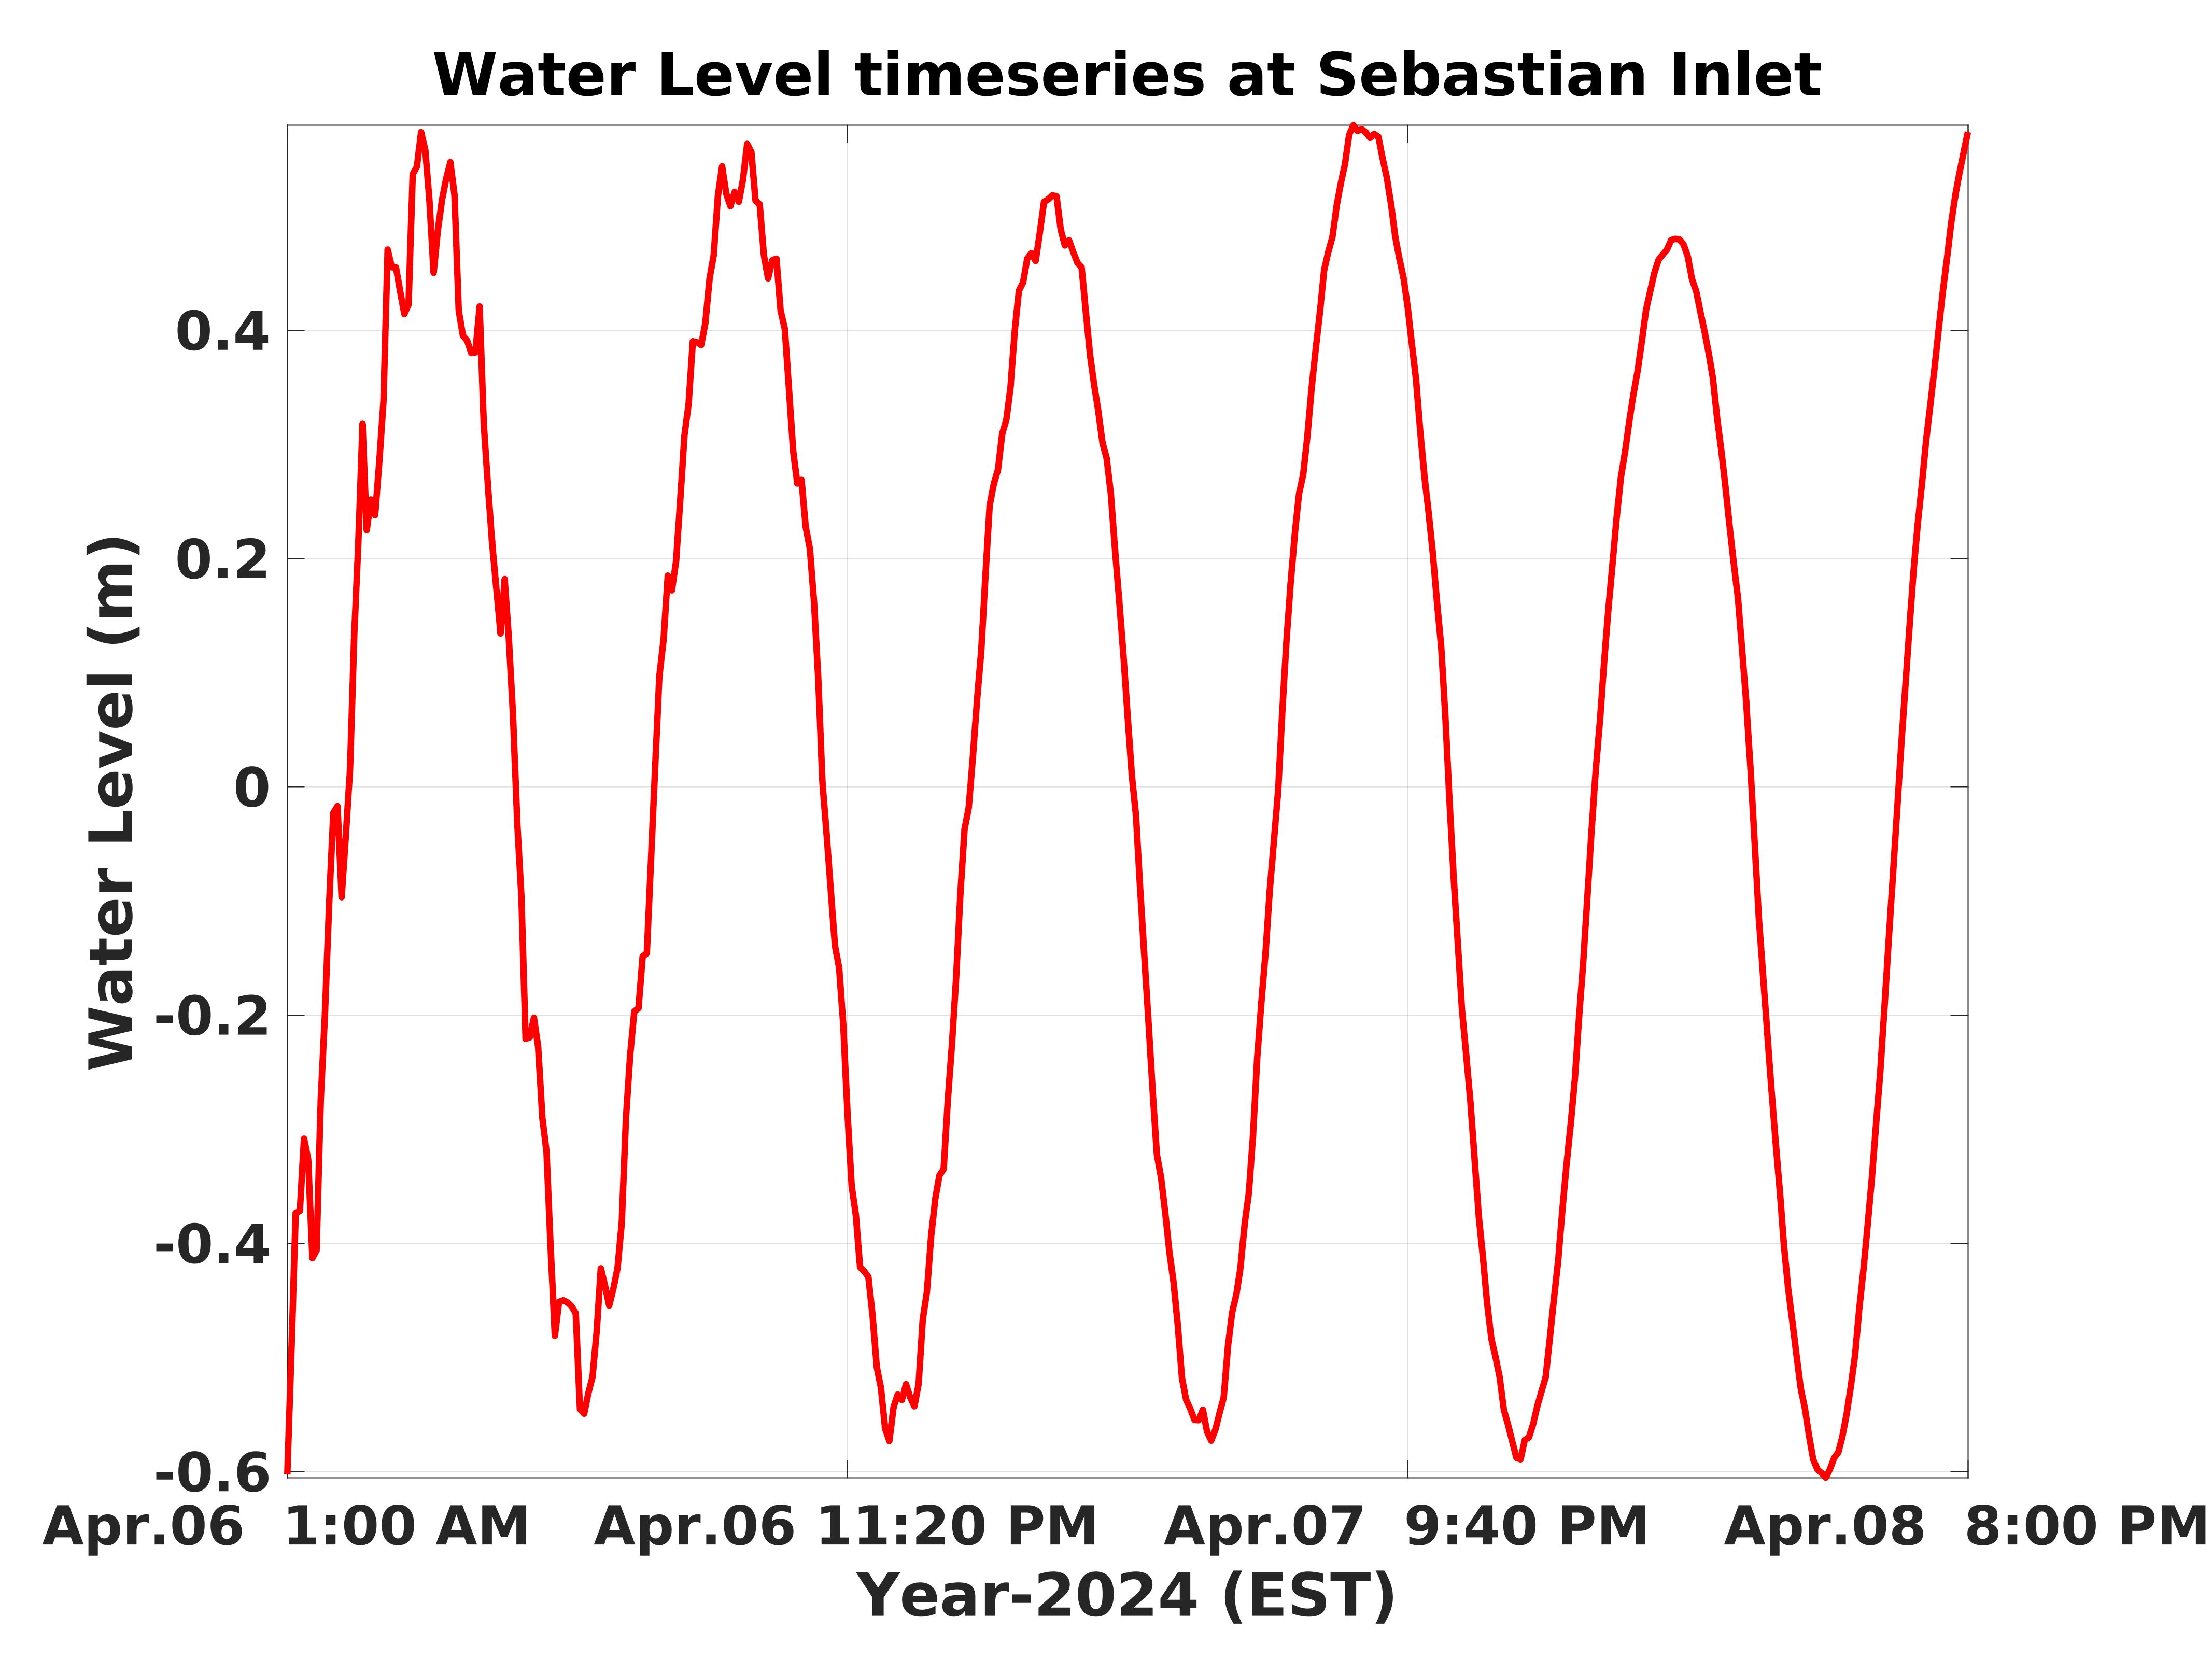 Water Level timeseries at Sebastian Inlet
Water Level (m)
0.4
0.2
0
-0.2
-0.4
-0.6
Apr.06 1:00 AM
Apr.06 11:20 PM
Apr.07 9:40 PM
Apr.08 8:00 PM
Year-2024 (EST)